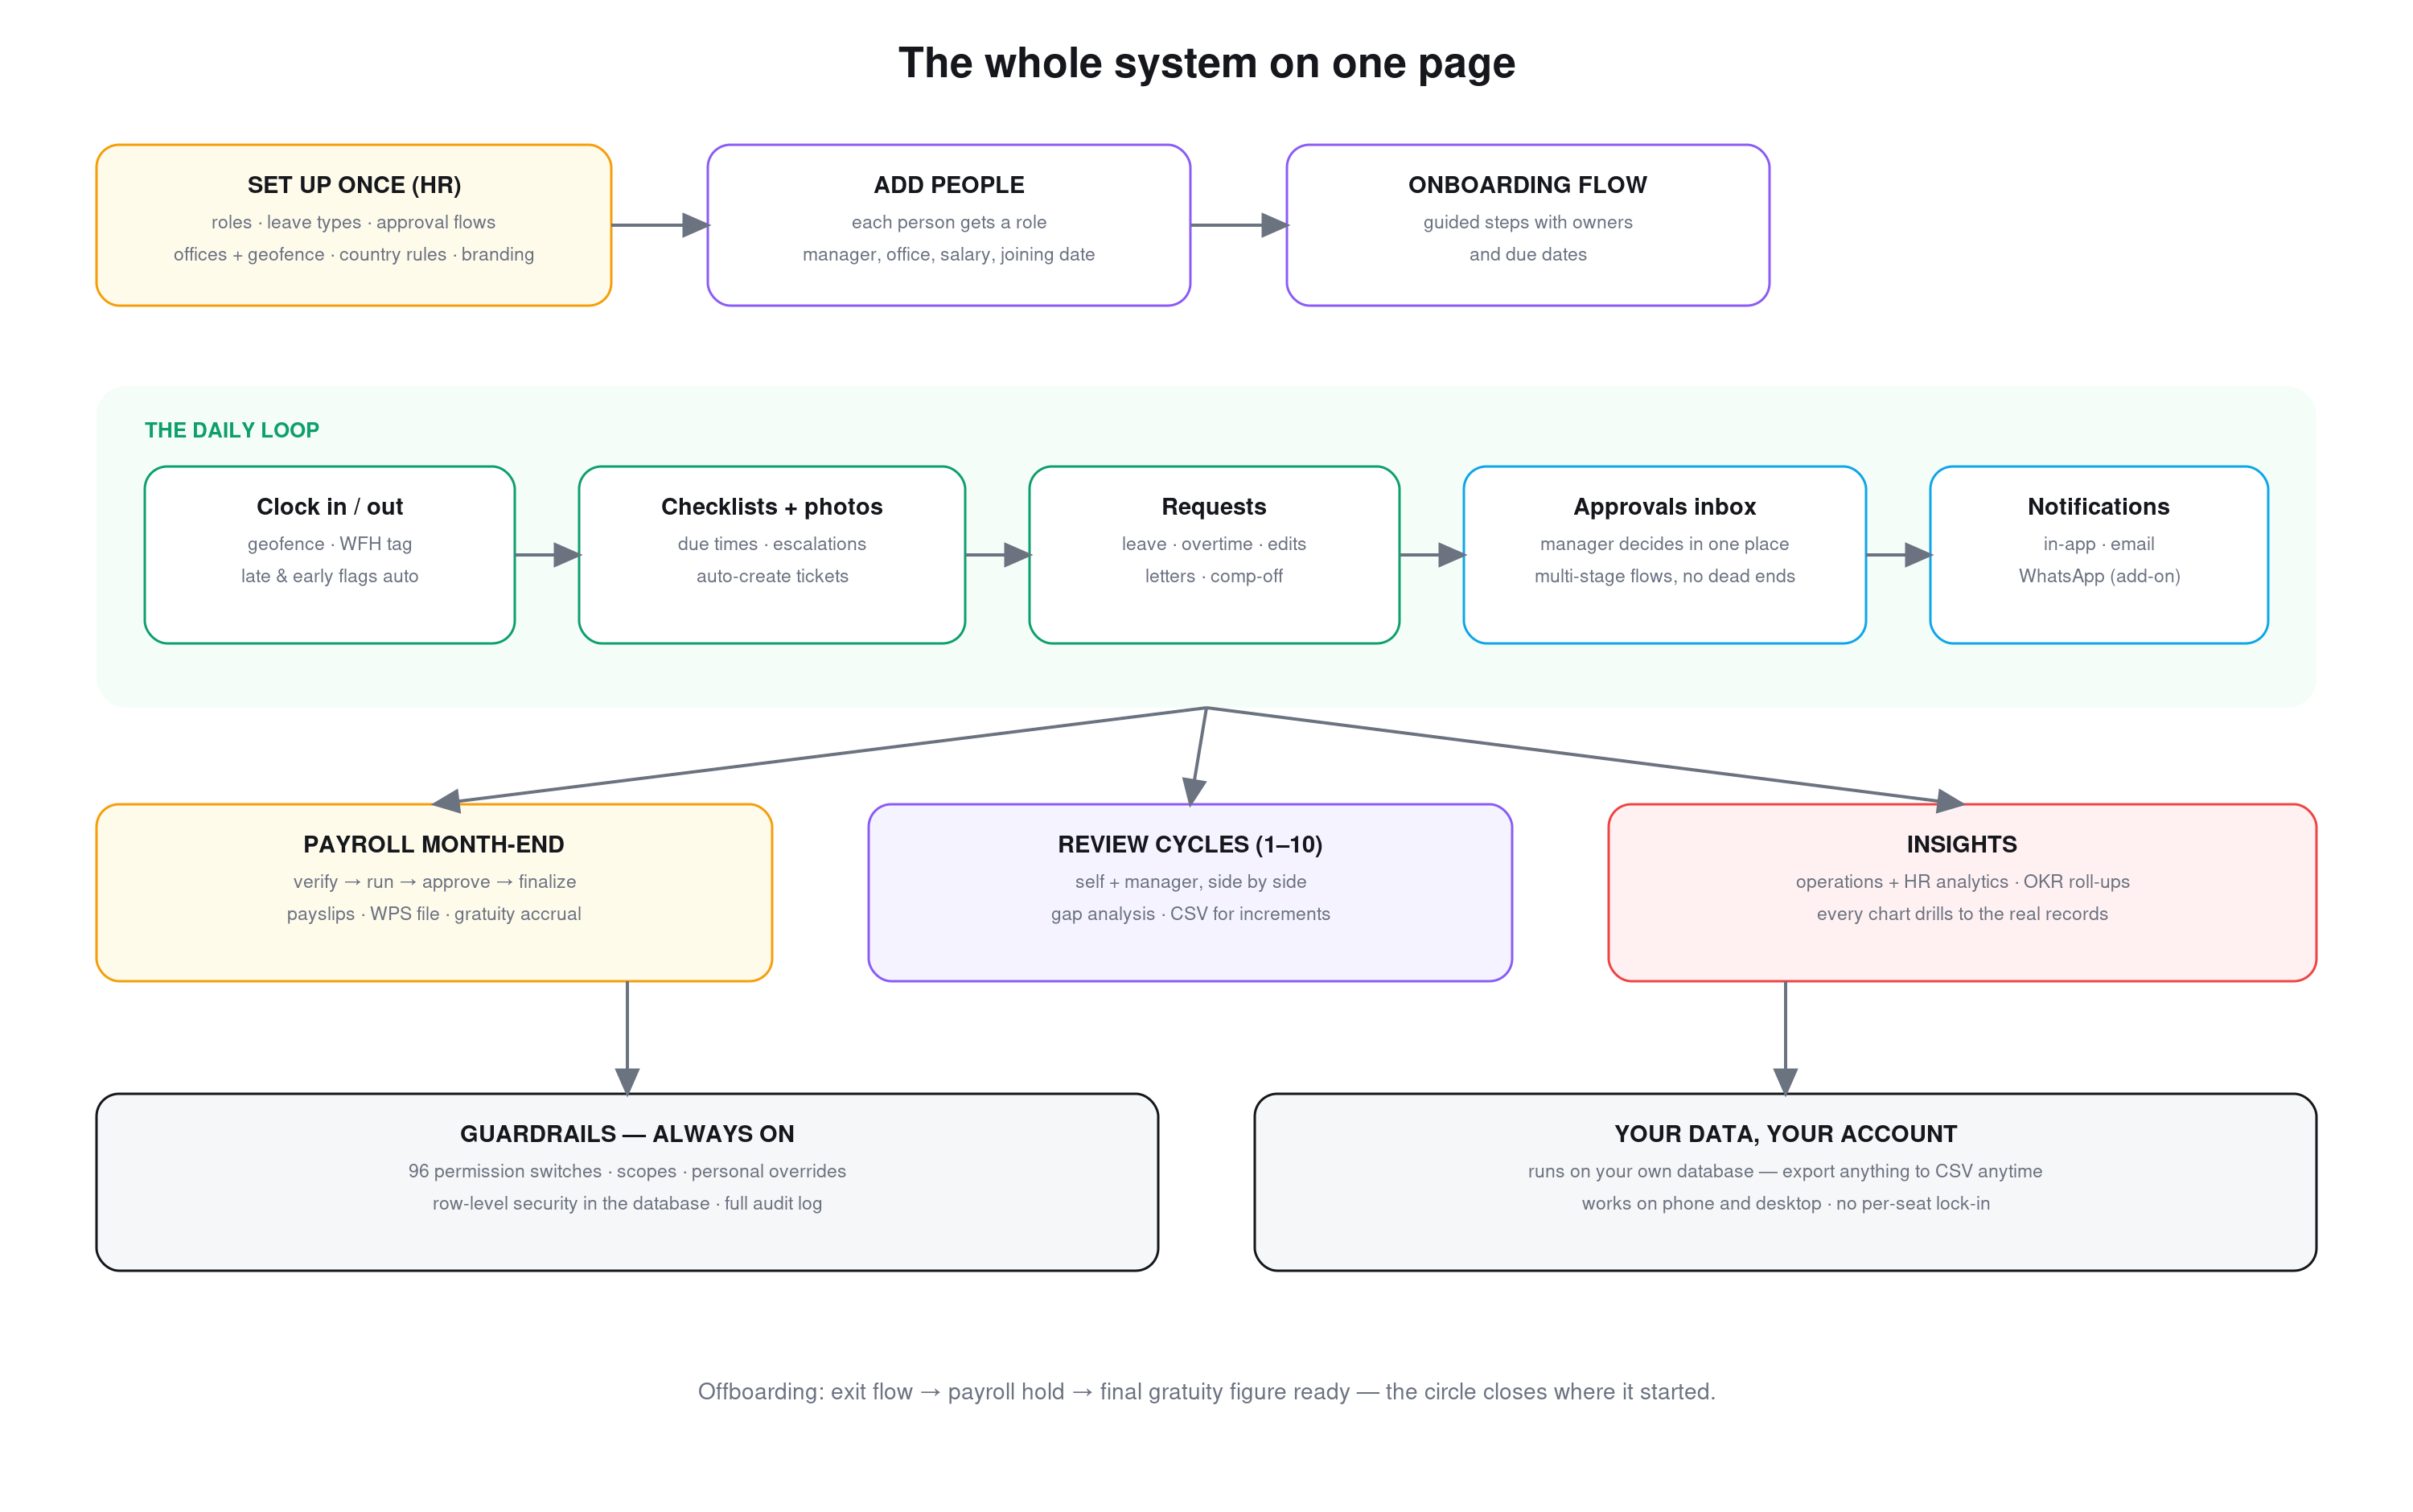 The whole system on one page
SET UP ONCE (HR)
roles · leave types · approval flows
offices + geofence · country rules · branding
ADD PEOPLE
each person gets a role
manager, office, salary, joining date
ONBOARDING FLOW
guided steps with owners
and due dates
THE DAILY LOOP
Clock in / out
geofence · WFH tag
late & early flags auto
Checklists + photos
due times · escalations
auto-create tickets
Requests
leave · overtime · edits
letters · comp-off
Approvals inbox
manager decides in one place
multi-stage flows, no dead ends
Notifications
in-app · email
WhatsApp (add-on)
PAYROLL MONTH-END
verify → run → approve → finalize
payslips · WPS file · gratuity accrual
REVIEW CYCLES (1–10)
self + manager, side by side
gap analysis · CSV for increments
INSIGHTS
operations + HR analytics · OKR roll-ups
every chart drills to the real records
GUARDRAILS — ALWAYS ON
96 permission switches · scopes · personal overrides
row-level security in the database · full audit log
YOUR DATA, YOUR ACCOUNT
runs on your own database — export anything to CSV anytime
works on phone and desktop · no per-seat lock-in
Offboarding: exit flow → payroll hold → final gratuity figure ready — the circle closes where it started.